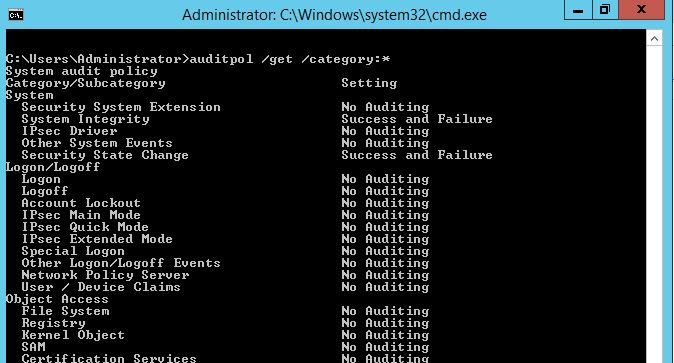 Administrator: C:\Windows\system32\cmd.exe
C:\Users\Administrator>auditpol /get /category:*
System audit policy
Category/Subcategory Setting
System
Security System Extension No Auditing
System Integrity Success and Failure
IPsec Driver No Auditing
Other System Events No Auditing
Security State Change Success and Failure
Logon/Logoff
Logon No Auditing
Logoff No Auditing
Account Lockout No Auditing
IPsec Main Mode No Auditing
IPsec Quick Mode No Auditing
IPsec Extended Mode No Auditing
Special Logon No Auditing
Other Logon/Logoff Events No Auditing
Network Policy Server No Auditing
User / Device Claims No Auditing
Object Access
File System No Auditing
Registry No Auditing
Kernel Object No Auditing
SAM No Auditing
Certification Services No Auditing